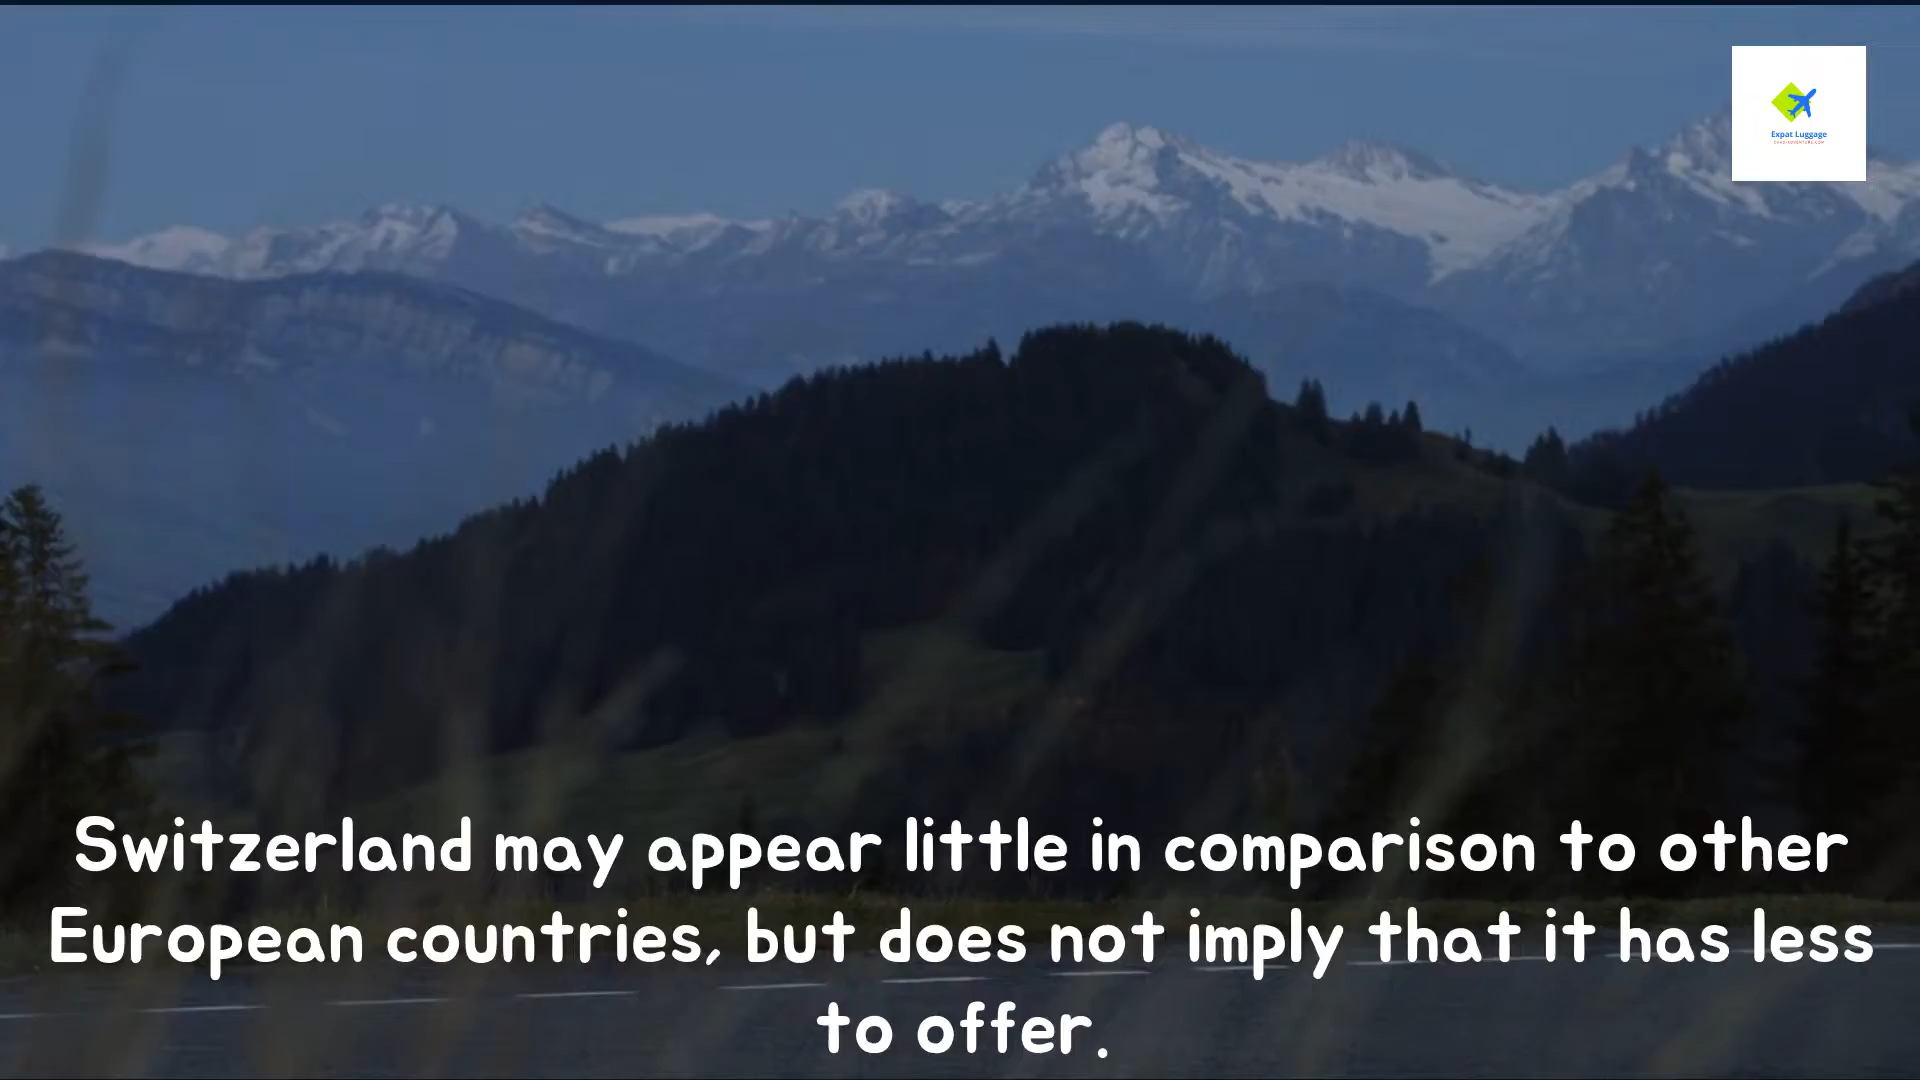 Expat Luggage
Switzerland may appear little in comparison to other
European countries, but does not imply that it has less
to offer.